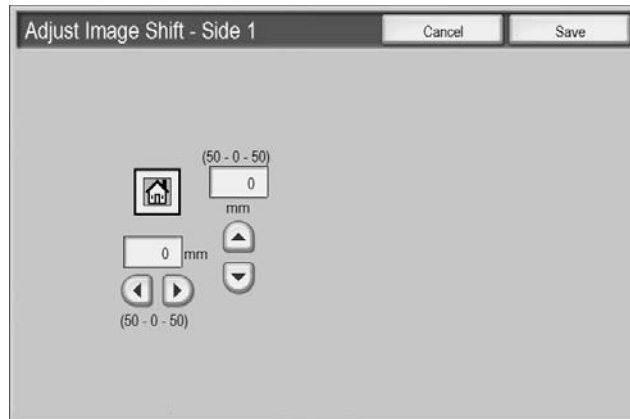 Adjust Image Shift - Side 1
Cancel
Save
(50 - 0 - 50)
0
mm
0 mm
(50 - 0 - 50)